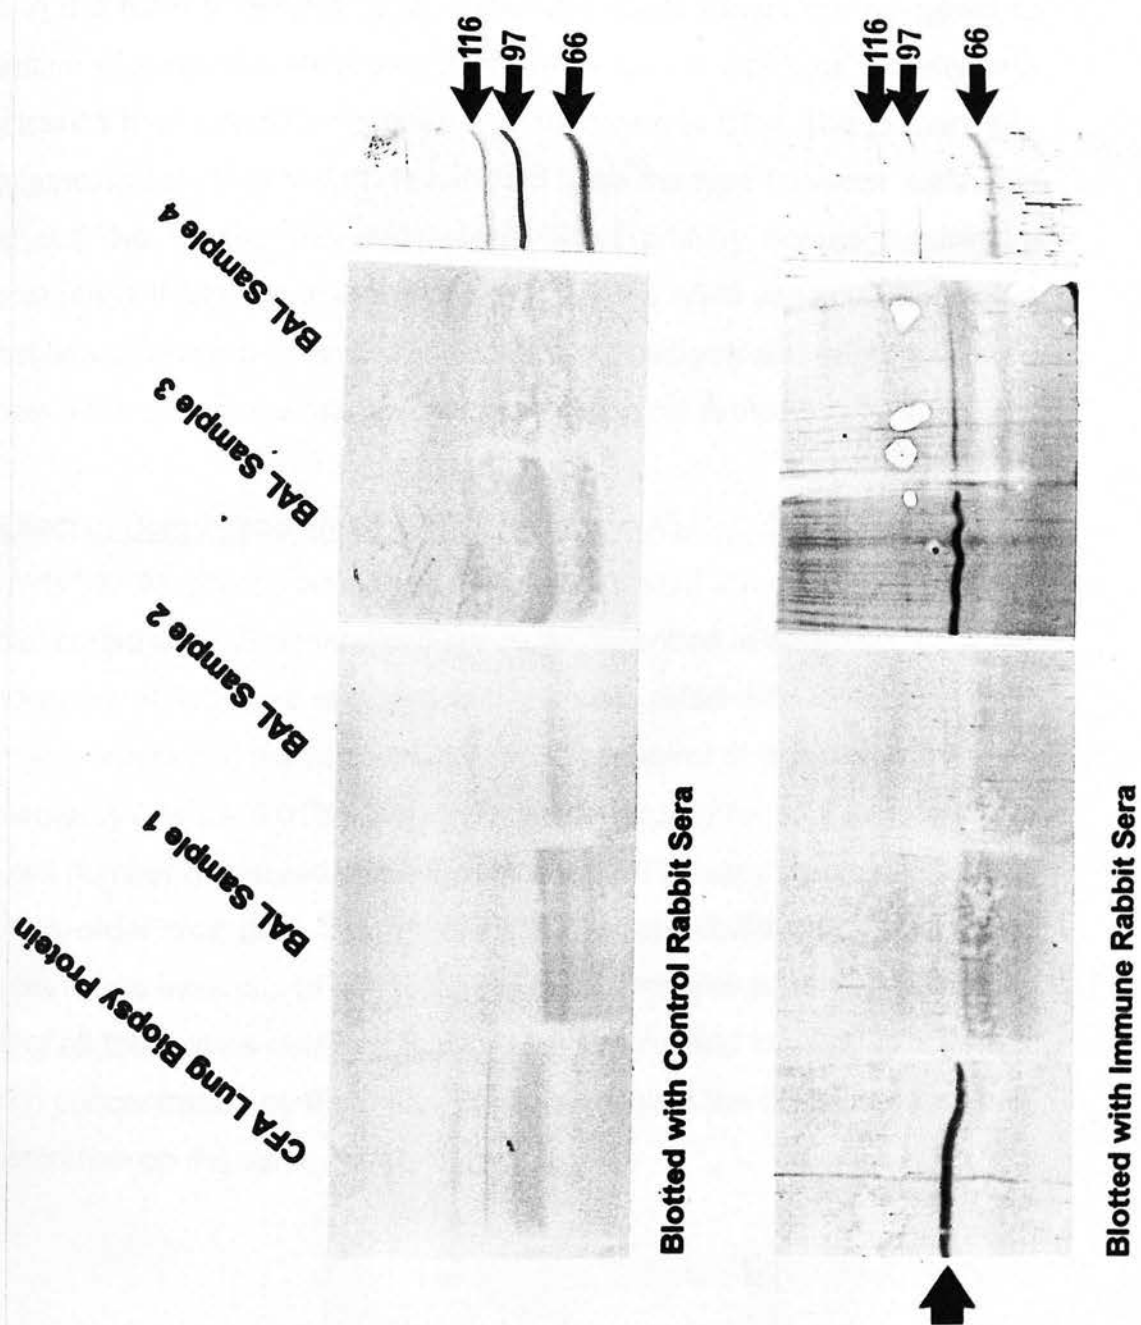 CFA Lung Biopsy Protein
BAL Sample 1
BAL Sample 2
BAL Sample 3
BAL Sample 4
116
97
66
Blotted with Control Rabbit Sera
116
97
66
Blotted with Immune Rabbit Sera